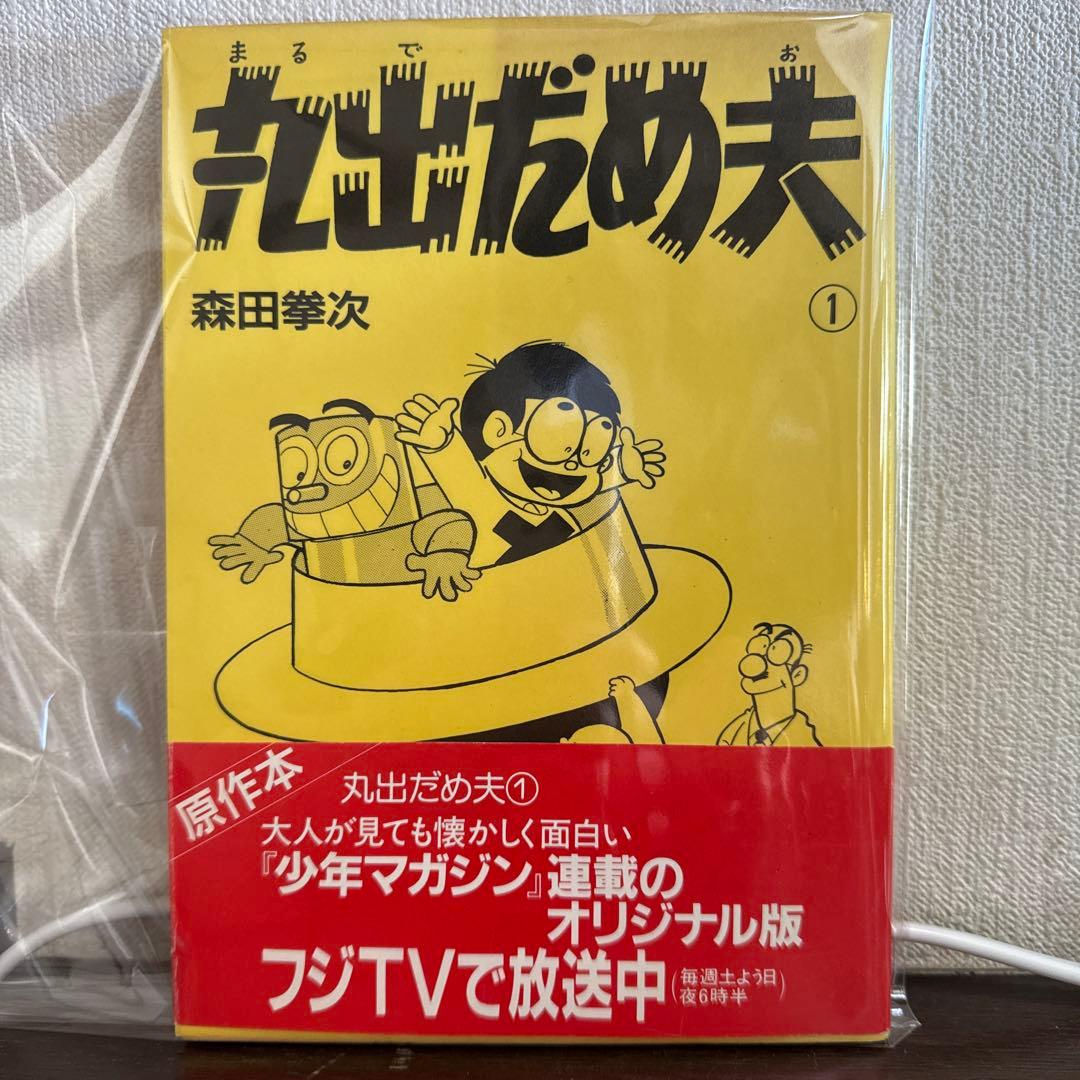 まるで お
丸出だめ夫
森田拳次
①
原作本
丸出だめ夫①
大人が見ても懐かしく面白い
『少年マガジン』連載の
オリジナル版
フジTVで放送中(毎週土よう日
夜6時半)